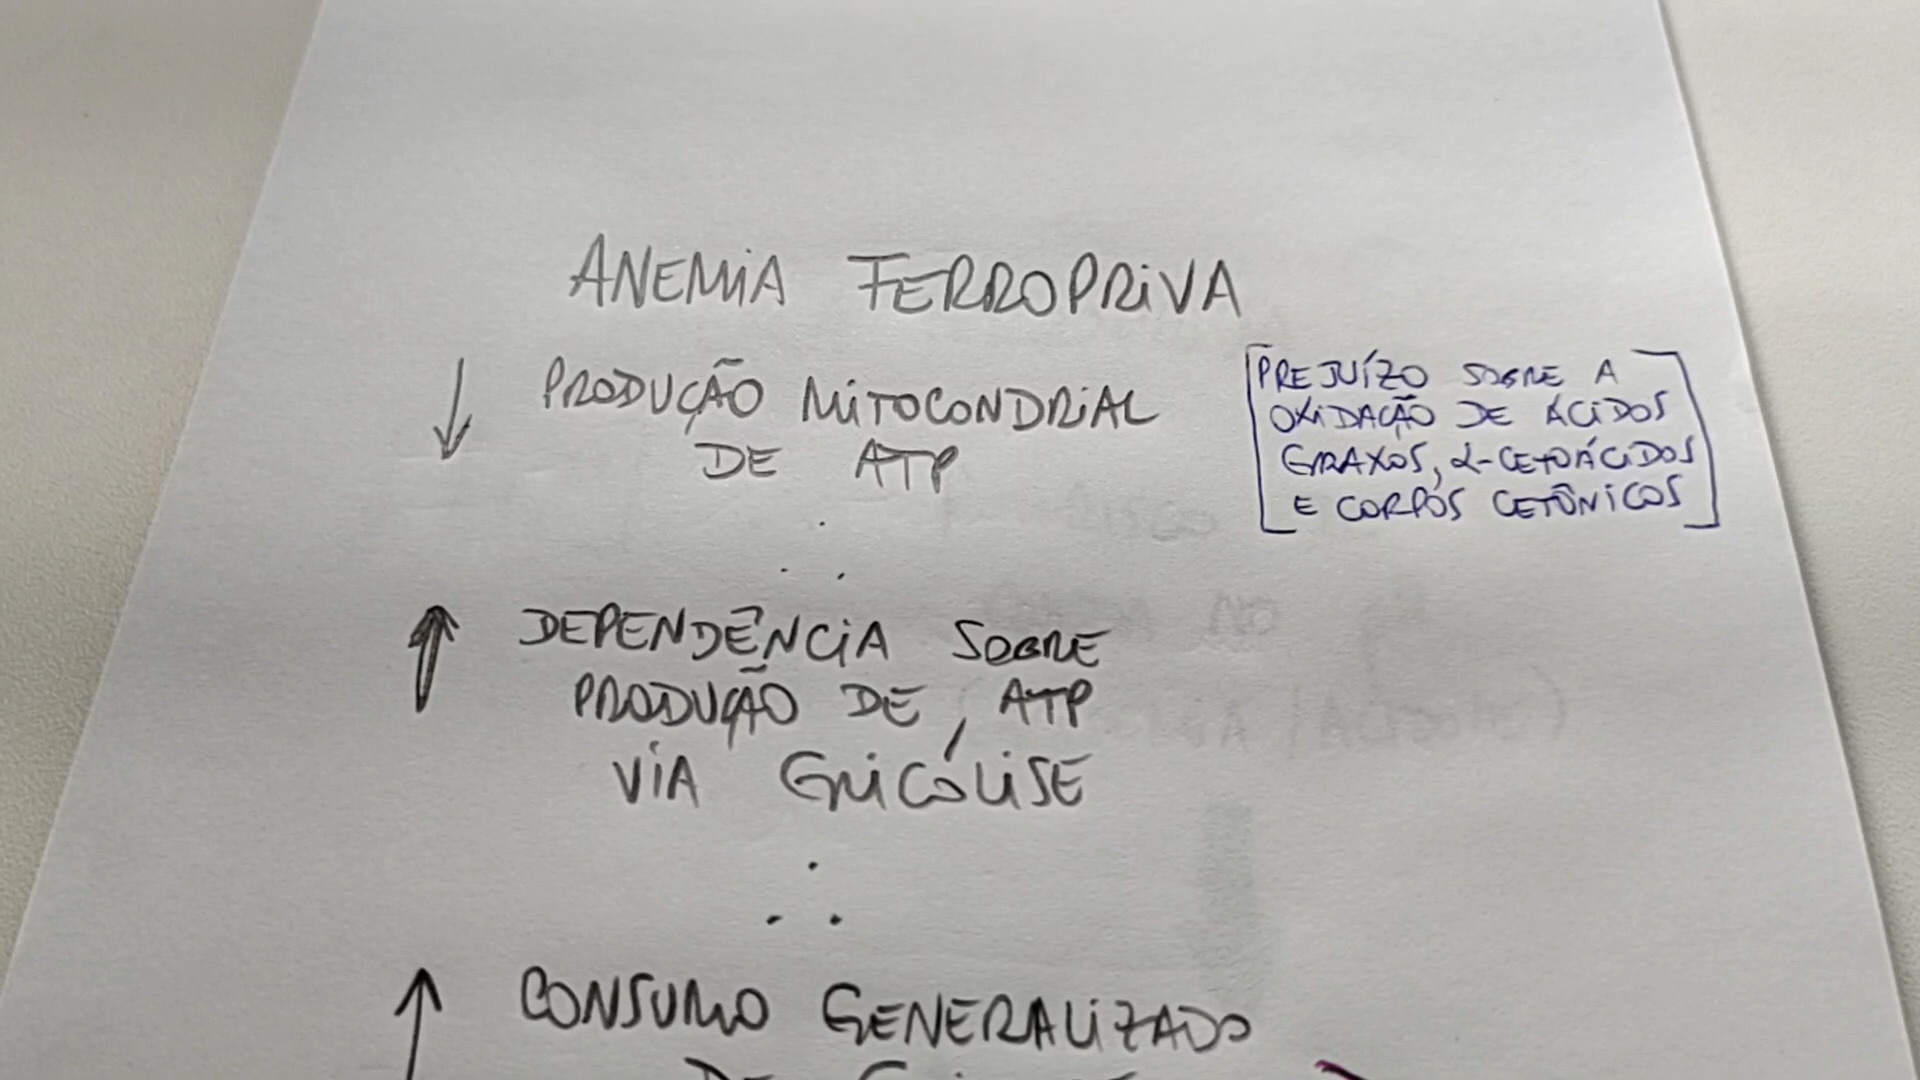 ANEMIA FERROPRIVA
↓ PRODUÇÃO MITOCONDRIAL
DE ATP
[PREJUÍZO SOBRE A
OXIDAÇÃO DE ÁCIDOS
GRAXOS, α-CETOÁCIDOS
E CORPOS CETÔNICOS]
∴
↑ DEPENDÊNCIA SOBRE
PRODUÇÃO DE ATP
VIA GLICÓLISE
∴
↑ CONSUMO GENERALIZADO